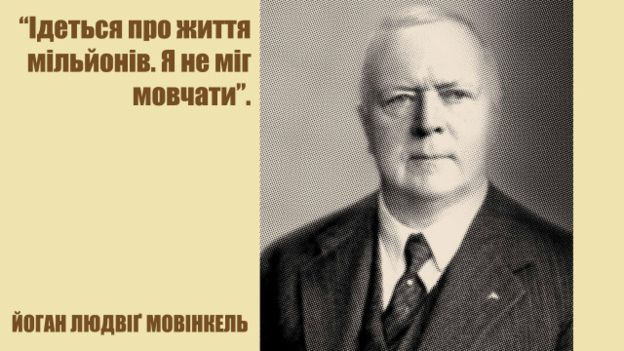 “Ідеться про життя
мільйонів. Я не міг
мовчати”.
ЙОГАН ЛЮДВІҐ МОВІНКЕЛЬ